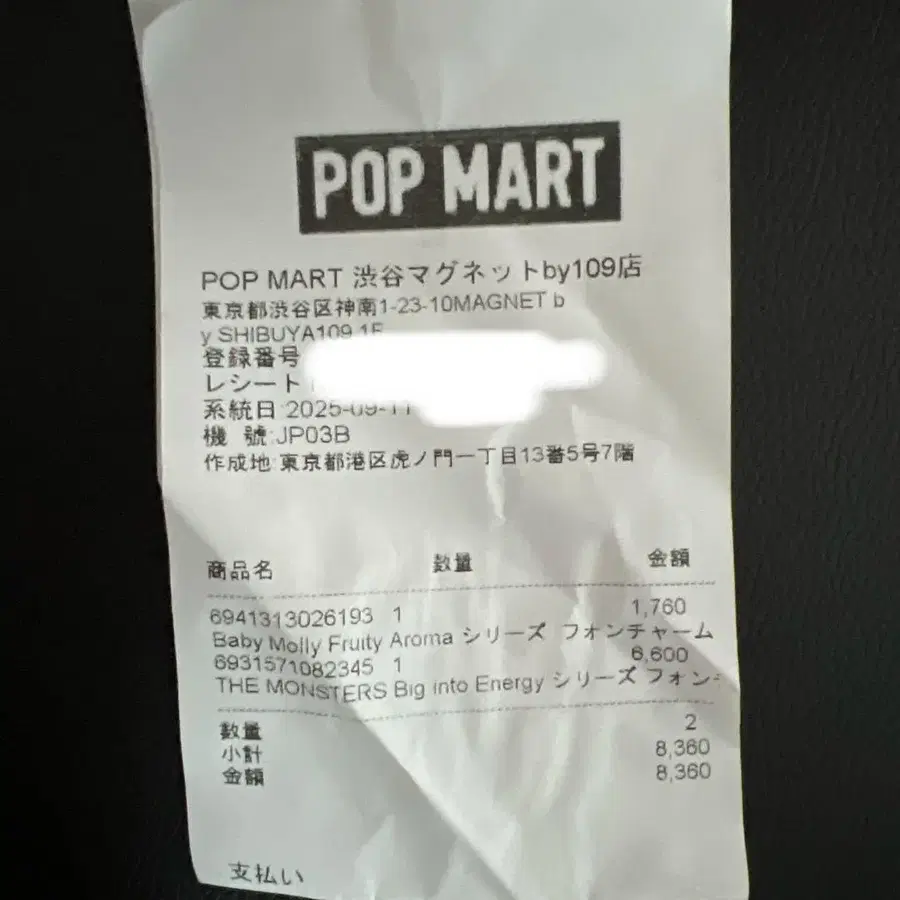 POP MART
POP MART 渋谷マグネットby109店
東京都渋谷区神南1-23-10MAGNET b
y SHIBUYA109 1F
登録番号
レシート
系統日:2025-09-11
機 號:JP03B
作成地:東京都港区虎ノ門一丁目13番5号7階
商品名 数量 金額
6941313026193 1 1,760
Baby Molly Fruity Aroma シリーズ フォンチャーム
6931571082345 1 6,600
THE MONSTERS Big into Energy シリーズ フォン
数量 2
小計 8,360
金額 8,360
支払い